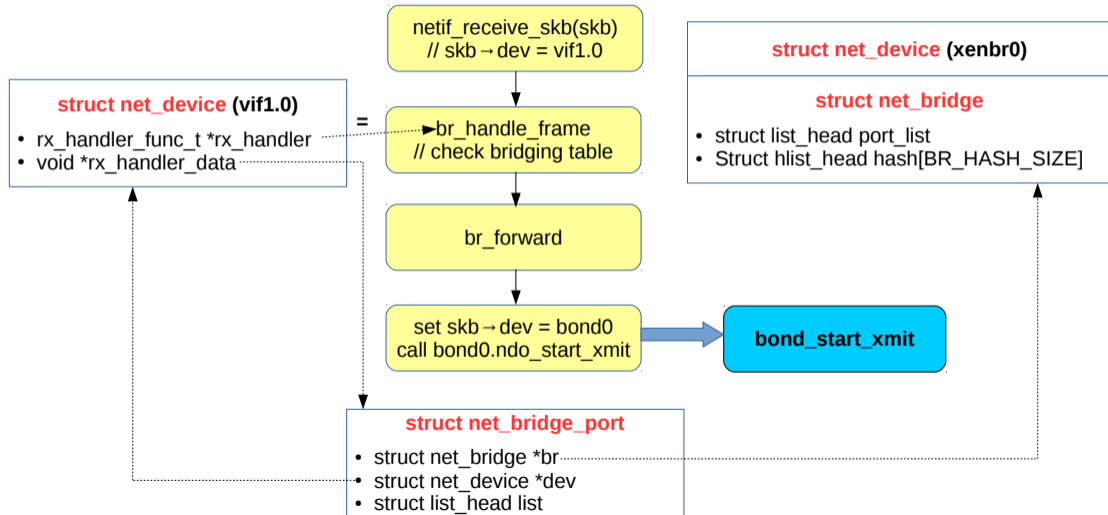 netif_receive_skb(skb)
// skb→dev = vif1.0
struct net_device (vif1.0)
• rx_handler_func_t *rx_handler
• void *rx_handler_data
=
br_handle_frame
// check bridging table
struct net_device (xenbr0)
struct net_bridge
• struct list_head port_list
• Struct hlist_head hash[BR_HASH_SIZE]
br_forward
set skb→dev = bond0
call bond0.ndo_start_xmit
bond_start_xmit
struct net_bridge_port
• struct net_bridge *br
• struct net_device *dev
• struct list_head list